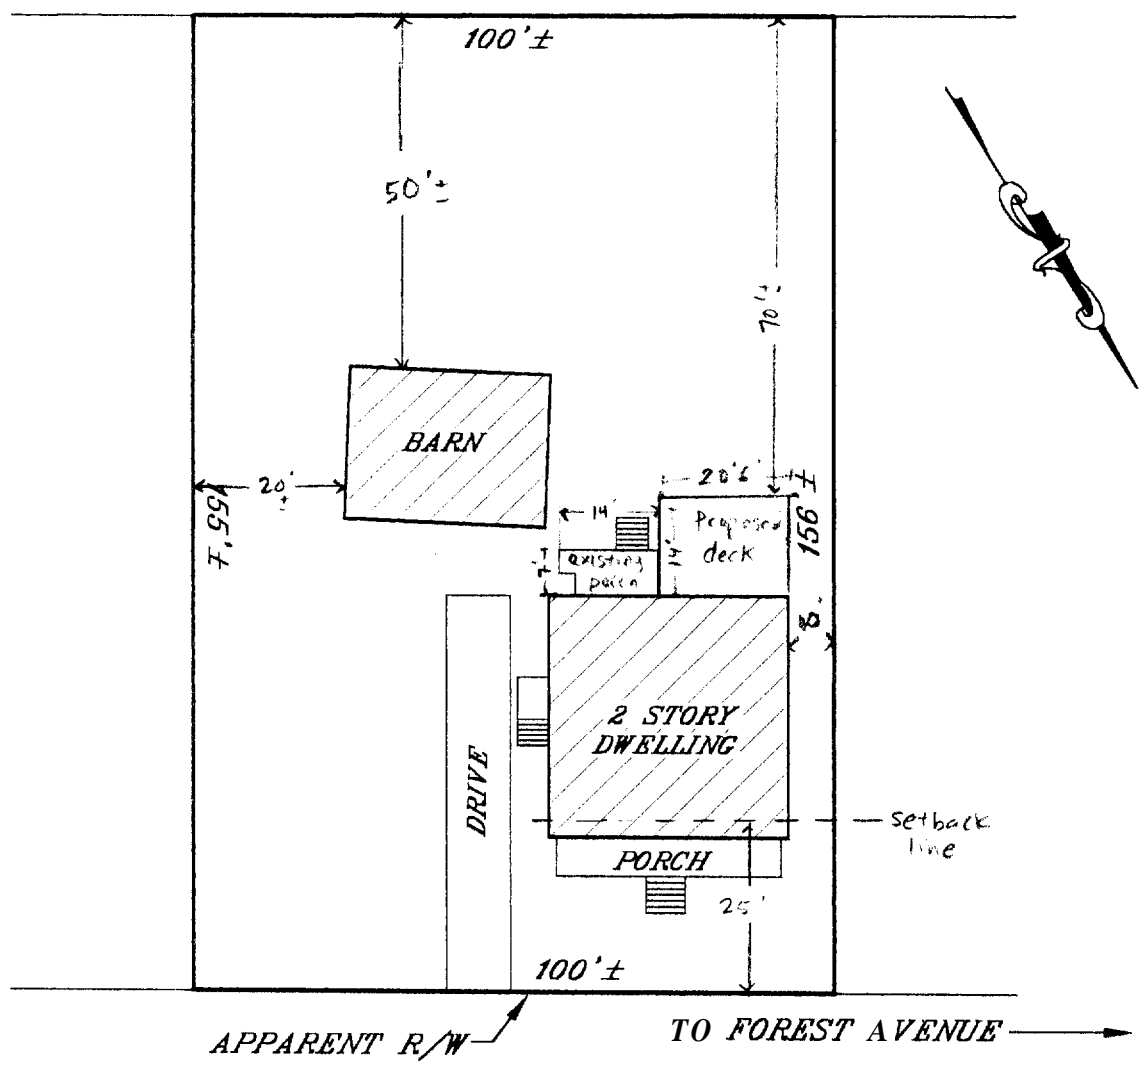 100'±
50'±
70'±
BARN
20'±
155'±
20'6"
156'±
14'
Proposed
deck
14'
existing
porch
7'
8'
2 STORY
DWELLING
DRIVE
setback
line
PORCH
25'
100'±
APPARENT R/W
TO FOREST AVENUE